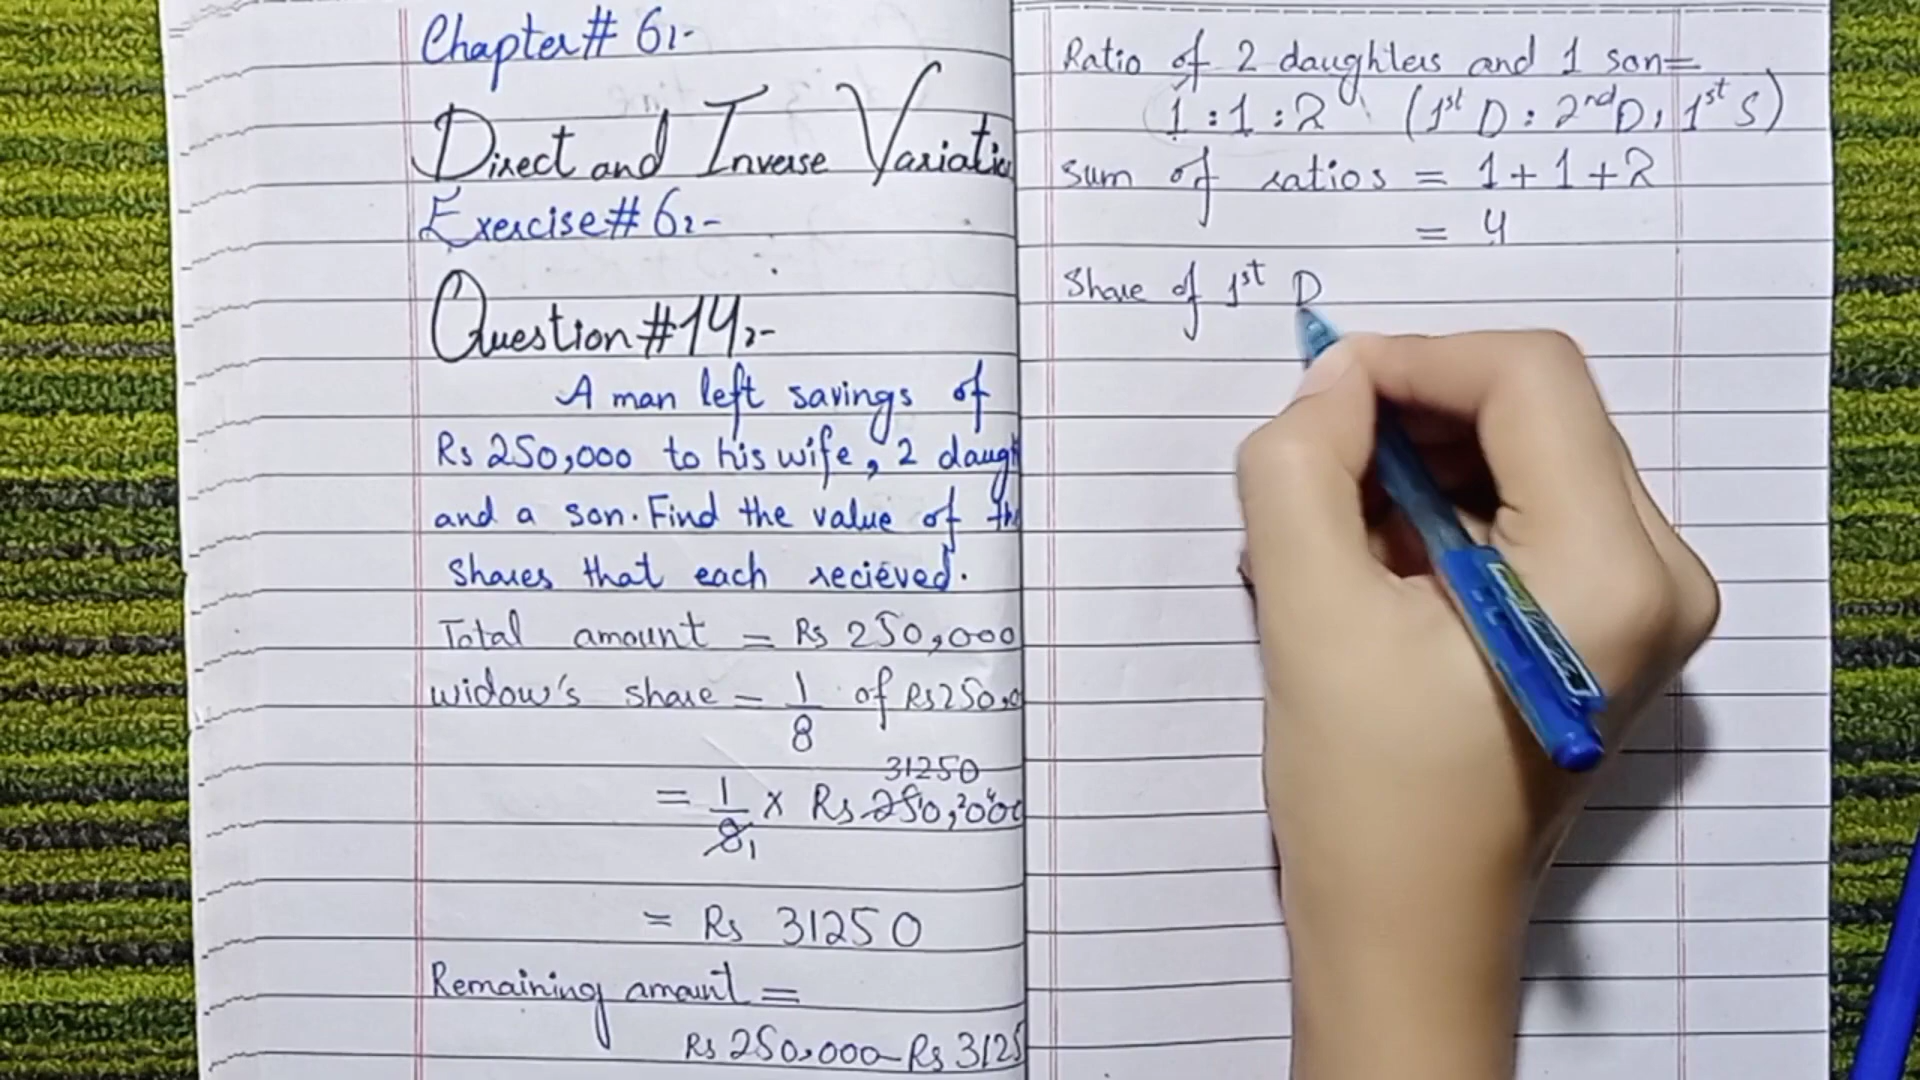 Chapter# 6:-
Direct and Inverse Variatio
Exercise# 6:-
Question #14:-
A man left savings of
Rs 250,000 to his wife, 2 daugh
and a son. Find the value of th
shares that each recieved.
Total amount = Rs 250,000
widow's share = 1/8 of Rs 250,0
31250
= 1/8 1 × Rs 250,000
= Rs 31250
Remaining amount =
Rs 250,000 - Rs 3125
Ratio of 2 daughters and 1 son=
1 : 1 : 2 (1st D : 2nd D : 1st S)
Sum of ratios = 1+1+2
= 4
Share of 1st D